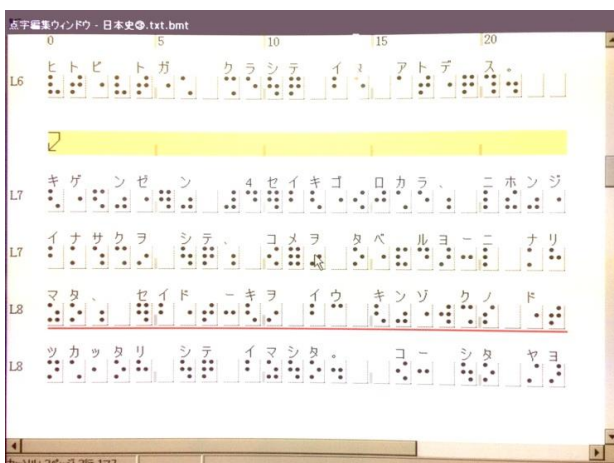 点字編集ウィンドウ - 日本史③.txt.bmt
0 5 10 15 20
L6 ヒトビ トガ クラシテ イタ アトデ ス。
L7 キゲ ンゼ ン 4セイキゴ ロカラ、 ニホンジ
L7 イナサクヲ シテ、 コメヲ タベ ルヨーニ ナリ
L8 マタ、 セイド ーキヲ イウ キンゾ クノ ド
L8 ツカッタリ シテ イマシタ。 コー シタ ヤヨ